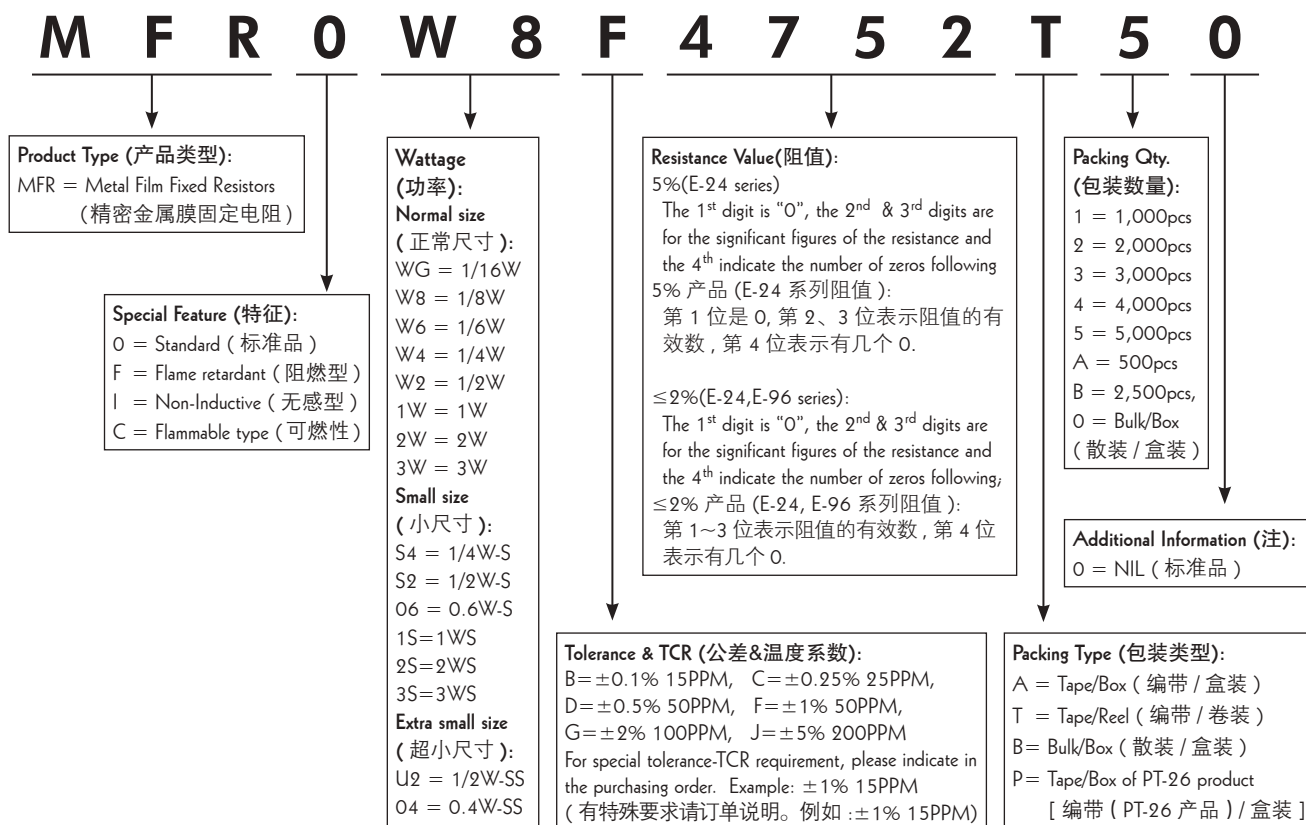 M F R 0 W 8 F 4 7 5 2 T 5 0
Product Type (产品类型):
MFR = Metal Film Fixed Resistors
(精密金属膜固定电阻)
Special Feature (特征):
0 = Standard ( 标准品 )
F = Flame retardant ( 阻燃型 )
I = Non-Inductive ( 无感型 )
C = Flammable type ( 可燃性 )
Wattage
(功率):
Normal size
( 正常尺寸 ):
WG = 1/16W
W8 = 1/8W
W6 = 1/6W
W4 = 1/4W
W2 = 1/2W
1W = 1W
2W = 2W
3W = 3W
Small size
( 小尺寸 ):
S4 = 1/4W-S
S2 = 1/2W-S
06 = 0.6W-S
1S=1WS
2S=2WS
3S=3WS
Extra small size
( 超小尺寸 ):
U2 = 1/2W-SS
04 = 0.4W-SS
Tolerance & TCR (公差&温度系数):
B=±0.1% 15PPM, C=±0.25% 25PPM,
D=±0.5% 50PPM, F=±1% 50PPM,
G=±2% 100PPM, J=±5% 200PPM
For special tolerance-TCR requirement, please indicate in
the purchasing order. Example: ±1% 15PPM
( 有特殊要求请订单说明。例如 :±1% 15PPM)
Resistance Value(阻值):
5%(E-24 series)
The 1st digit is “0”, the 2nd & 3rd digits are
for the significant figures of the resistance and
the 4th indicate the number of zeros following
5% 产品 (E-24 系列阻值 ):
第 1 位是 0, 第 2、3 位表示阻值的有
效数 , 第 4 位表示有几个 0.
≤2%(E-24,E-96 series):
The 1st digit is “0”, the 2nd & 3rd digits are
for the significant figures of the resistance and
the 4th indicate the number of zeros following;
≤2% 产品 (E-24, E-96 系列阻值 ):
第 1~3 位表示阻值的有效数 , 第 4 位
表示有几个 0.
Packing Type (包装类型):
A = Tape/Box ( 编带 / 盒装 )
T = Tape/Reel ( 编带 / 卷装 )
B= Bulk/Box ( 散装 / 盒装 )
P= Tape/Box of PT-26 product
[ 编带 ( PT-26 产品 ) / 盒装 ]
Packing Qty.
(包装数量):
1 = 1,000pcs
2 = 2,000pcs
3 = 3,000pcs
4 = 4,000pcs
5 = 5,000pcs
A = 500pcs
B = 2,500pcs,
0 = Bulk/Box
( 散装 / 盒装 )
Additional Information (注):
0 = NIL ( 标准品 )